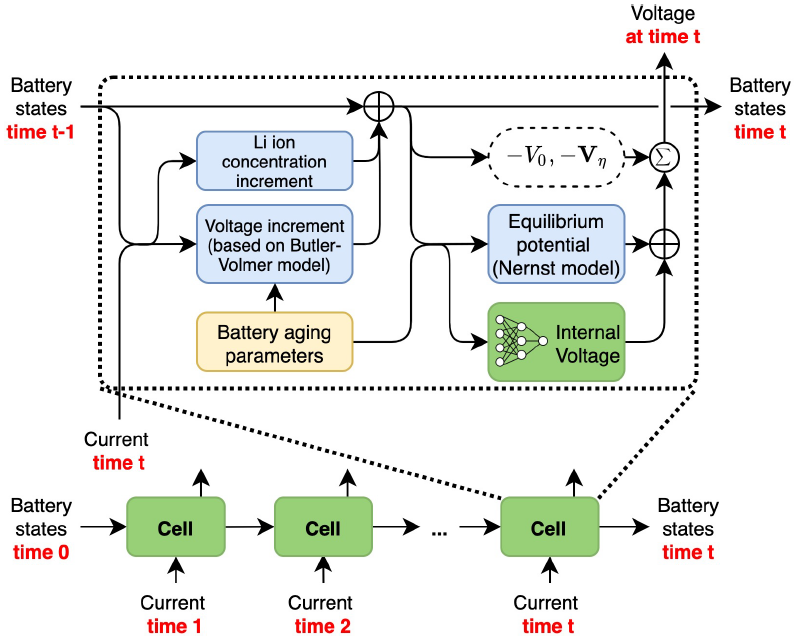 Voltage
at time t
Battery
states
time t-1
Battery
states
time t
Li ion
concentration
increment
−V₀, −V_η
Σ
Voltage increment
(based on Butler-
Volmer model)
Equilibrium
potential
(Nernst model)
Battery aging
parameters
Internal
Voltage
Current
time t
Battery
states
time 0
Cell
Cell
...
Cell
Battery
states
time t
Current
time 1
Current
time 2
Current
time t